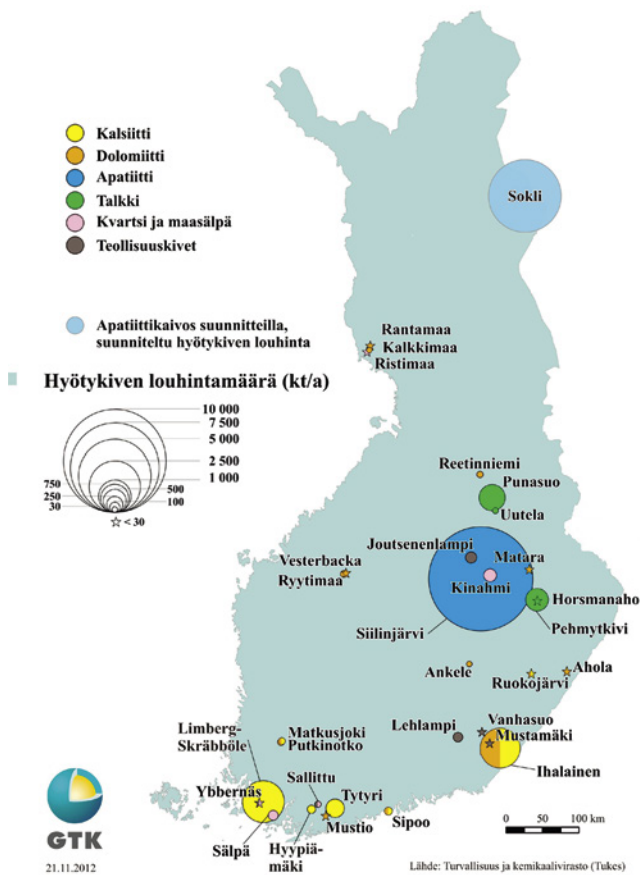 Kalsiitti
Dolomiitti
Apatiitti
Talkki
Kvartsi ja maasälpä
Teollisuuskivet
Apatiittikaivos suunnitteilla,
suunniteltu hyötykiven louhinta
Hyötykiven louhintamäärä (kt/a)
10 000
7 500
5 000
2 500
1 000
750
500
250
100
30
< 30
Sokli
Rantamaa
Kalkkimaa
Ristimaa
Reetinniemi
Punasuo
Uutela
Joutsenenlampi
Matara
Vesterbacka
Ryytimaa
Kinahmi
Horsmanaho
Siilinjärvi
Pehmytkivi
Ankele
Ahola
Ruokojärvi
Limberg-
Skräbböle
Matkusjoki
Putkinotko
Lehlampi
Vanhasuo
Mustamäki
Ihalainen
Ybbernäs
Sallittu
Tytyri
Sälpä
Hyypiä-
mäki
Mustio
Sipoo
0 50 100 km
GTK
21.11.2012
Lähde: Turvallisuus ja kemikaalivirasto (Tukes)